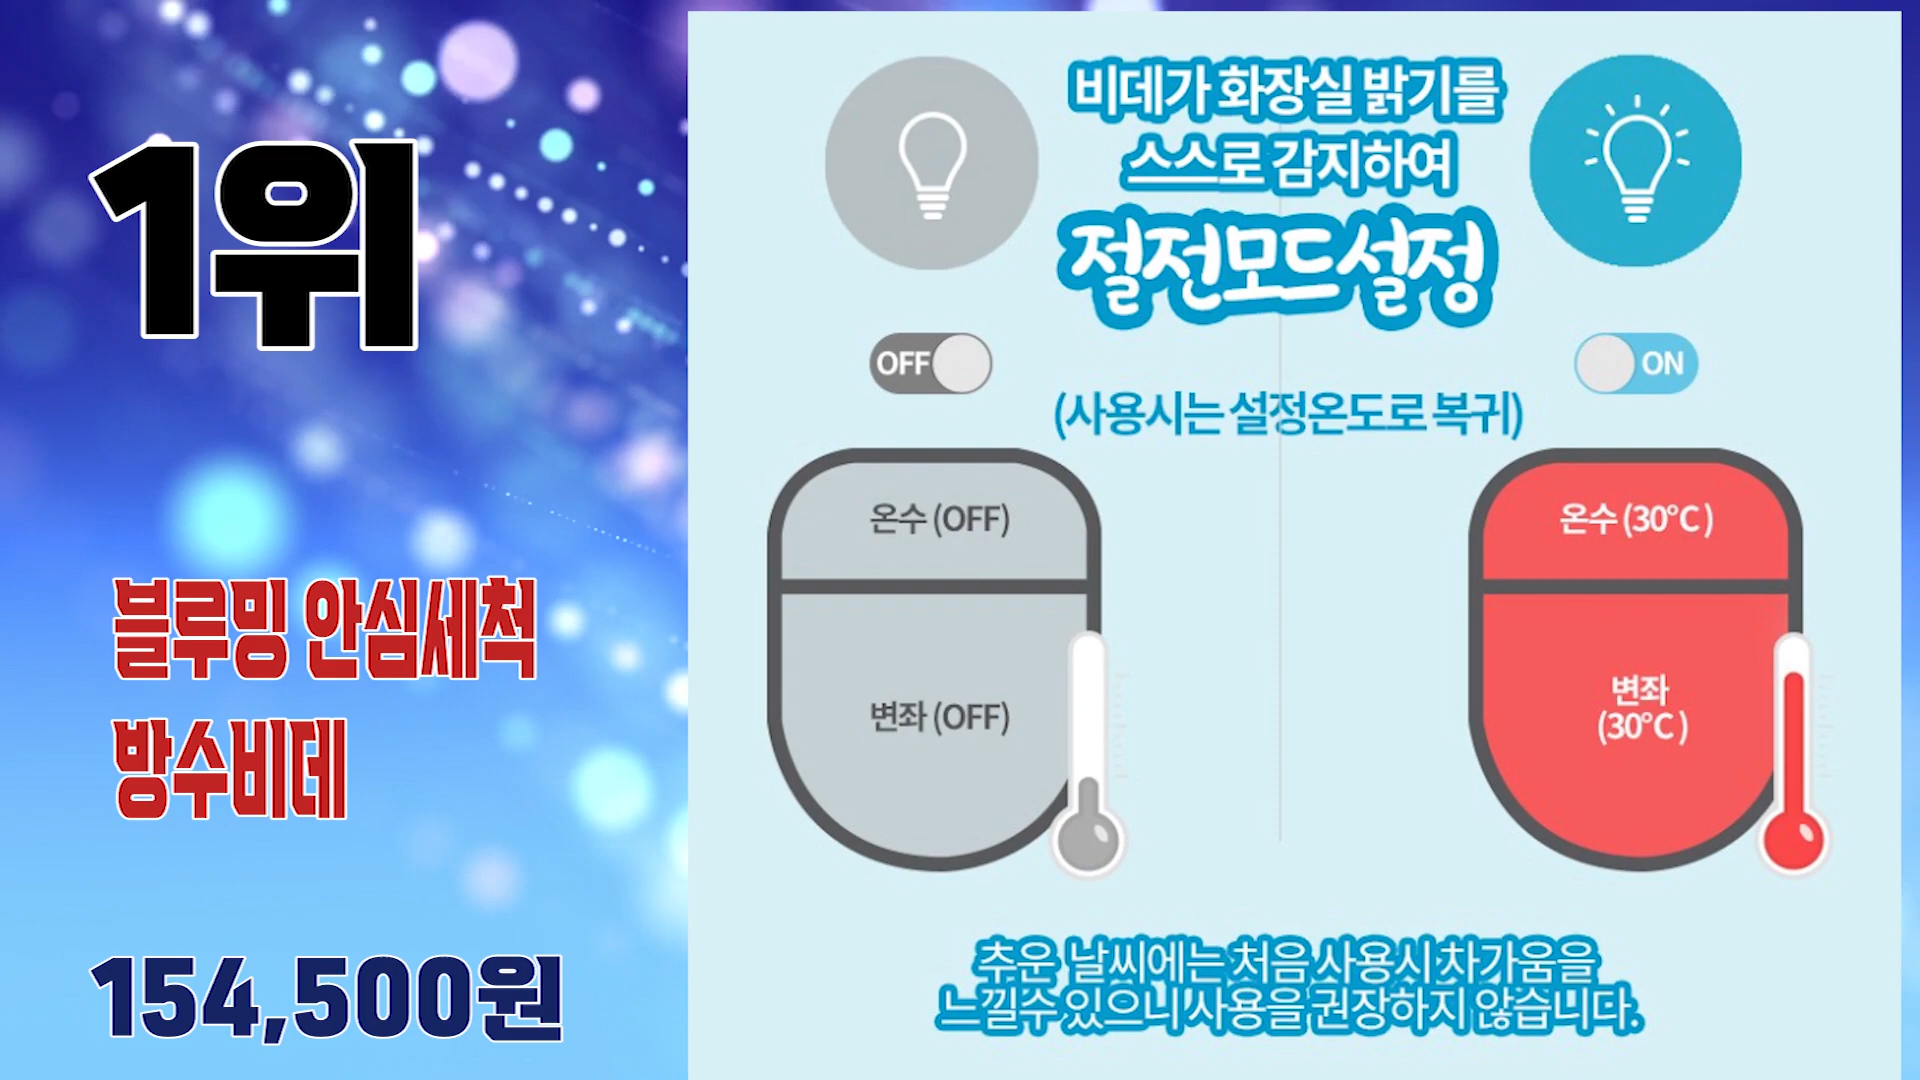 1위
블루밍 안심세척
방수비데
154,500원
비데가 화장실 밝기를
스스로 감지하여
절전모드설정
OFF
ON
(사용시는 설정온도로 복귀)
온수 (OFF)
변좌 (OFF)
온수 (30°C )
변좌
(30°C )
추운 날씨에는 처음 사용시 차가움을
느낄수 있으니 사용을 권장하지 않습니다.